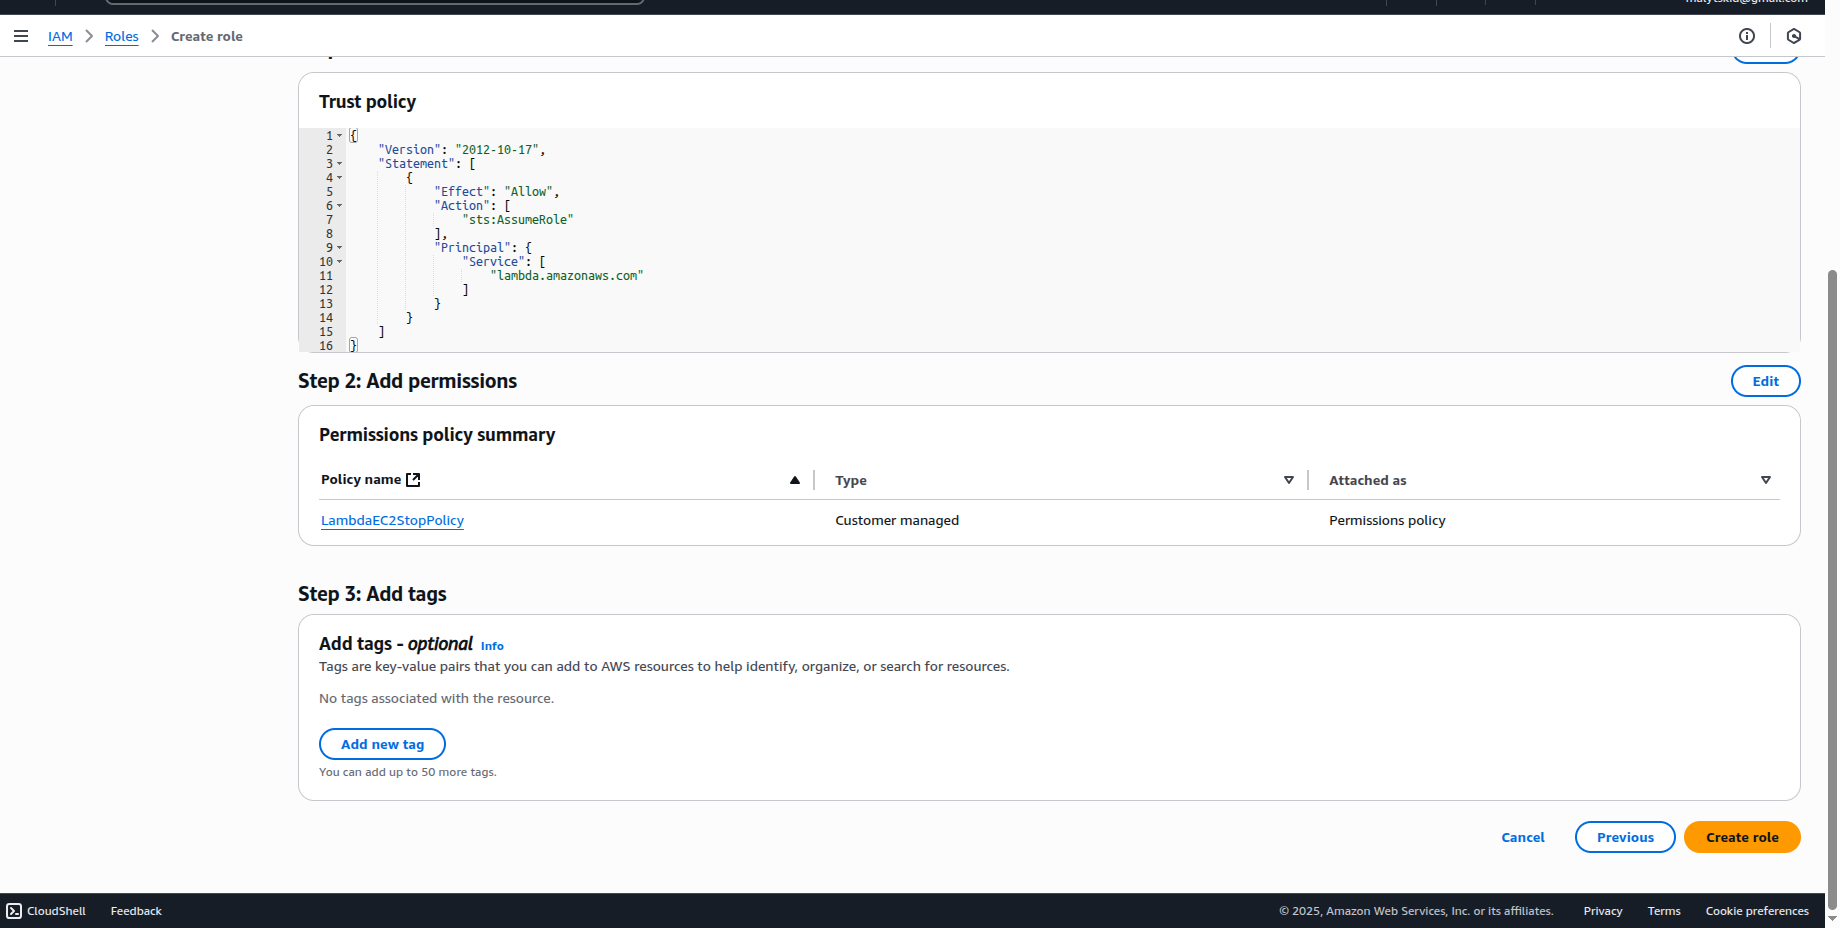 IAM > Roles > Create role
Trust policy
1 {
2 "Version": "2012-10-17",
3 "Statement": [
4 {
5 "Effect": "Allow",
6 "Action": [
7 "sts:AssumeRole"
8 ],
9 "Principal": {
10 "Service": [
11 "lambda.amazonaws.com"
12 ]
13 }
14 }
15 ]
16 }
Step 2: Add permissions
Edit
Permissions policy summary
Policy name Type Attached as
LambdaEC2StopPolicy Customer managed Permissions policy
Step 3: Add tags
Add tags - optional Info
Tags are key-value pairs that you can add to AWS resources to help identify, organize, or search for resources.
No tags associated with the resource.
Add new tag
You can add up to 50 more tags.
Cancel Previous Create role
CloudShell Feedback © 2025, Amazon Web Services, Inc. or its affiliates. Privacy Terms Cookie preferences